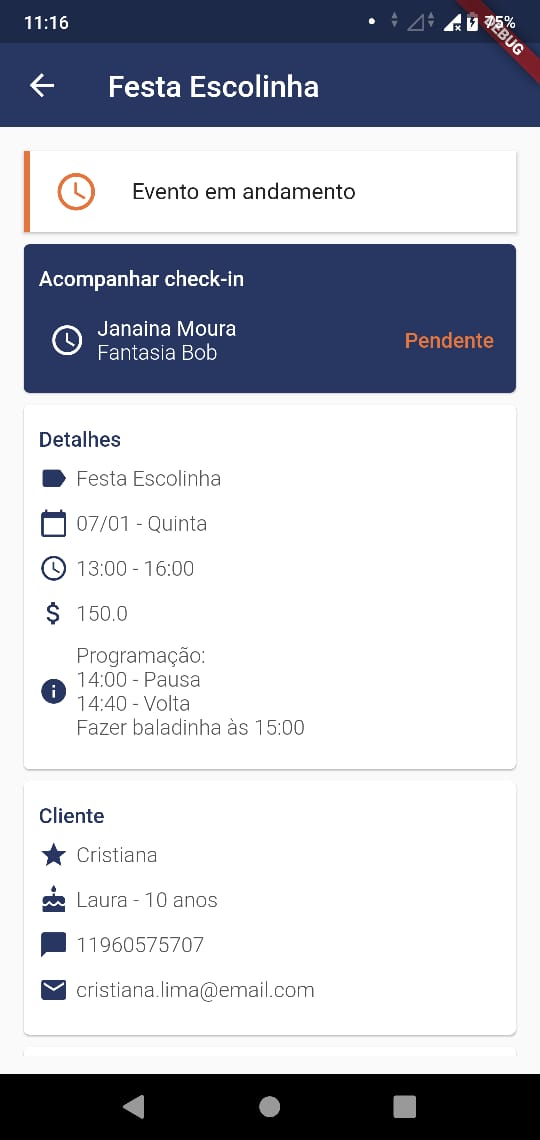 11:16
75%
DEBUG
Festa Escolinha
Evento em andamento
Acompanhar check-in
Janaina Moura
Fantasia Bob
Pendente
Detalhes
Festa Escolinha
07/01 - Quinta
13:00 - 16:00
150.0
Programação:
14:00 - Pausa
14:40 - Volta
Fazer baladinha às 15:00
Cliente
Cristiana
Laura - 10 anos
11960575707
cristiana.lima@email.com